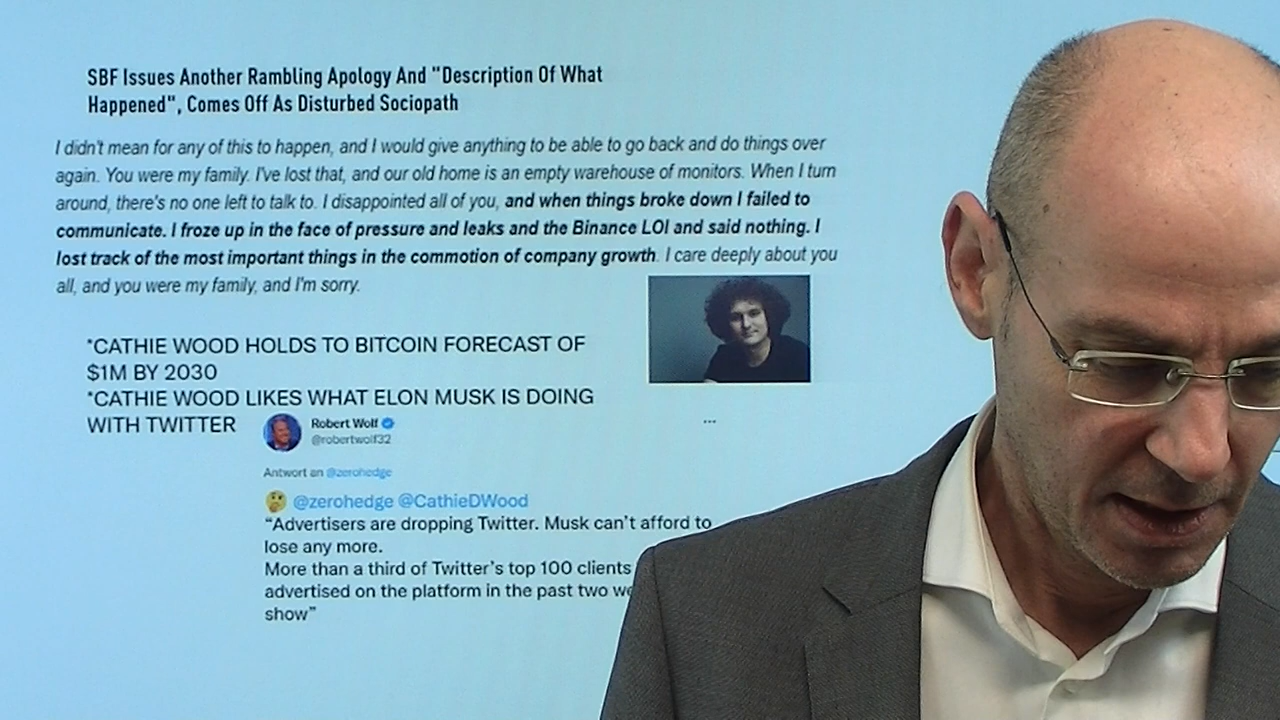 SBF Issues Another Rambling Apology And "Description Of What
Happened", Comes Off As Disturbed Sociopath
I didn't mean for any of this to happen, and I would give anything to be able to go back and do things over
again. You were my family. I've lost that, and our old home is an empty warehouse of monitors. When I turn
around, there's no one left to talk to. I disappointed all of you, and when things broke down I failed to
communicate. I froze up in the face of pressure and leaks and the Binance LOI and said nothing. I
lost track of the most important things in the commotion of company growth. I care deeply about you
all, and you were my family, and I'm sorry.
*CATHIE WOOD HOLDS TO BITCOIN FORECAST OF
$1M BY 2030
*CATHIE WOOD LIKES WHAT ELON MUSK IS DOING
WITH TWITTER
Robert Wolf
@robertwolf32
...
Antwort an @zerohedge
🤔 @zerohedge @CathieDWood
“Advertisers are dropping Twitter. Musk can’t afford to
lose any more.
More than a third of Twitter’s top 100 clients
advertised on the platform in the past two we
show”